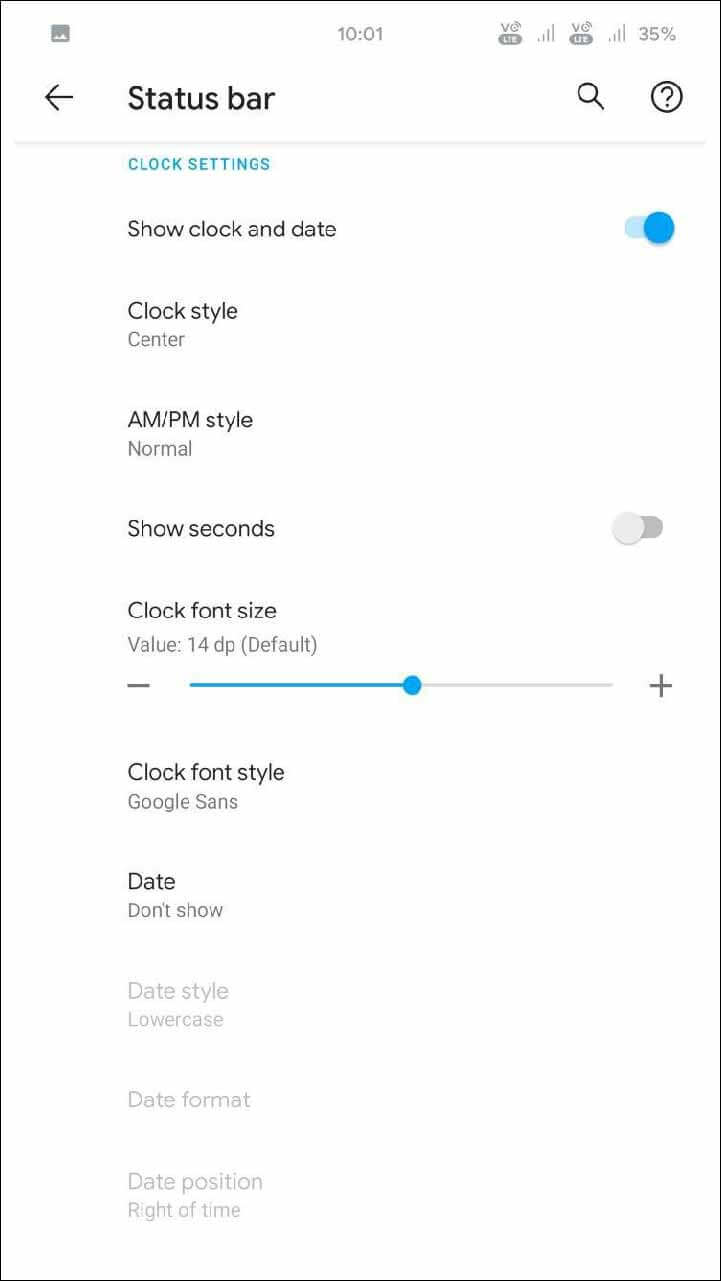 10:01 VO LTE VO LTE 35%
Status bar
CLOCK SETTINGS
Show clock and date
Clock style
Center
AM/PM style
Normal
Show seconds
Clock font size
Value: 14 dp (Default)
Clock font style
Google Sans
Date
Don't show
Date style
Lowercase
Date format
Date position
Right of time